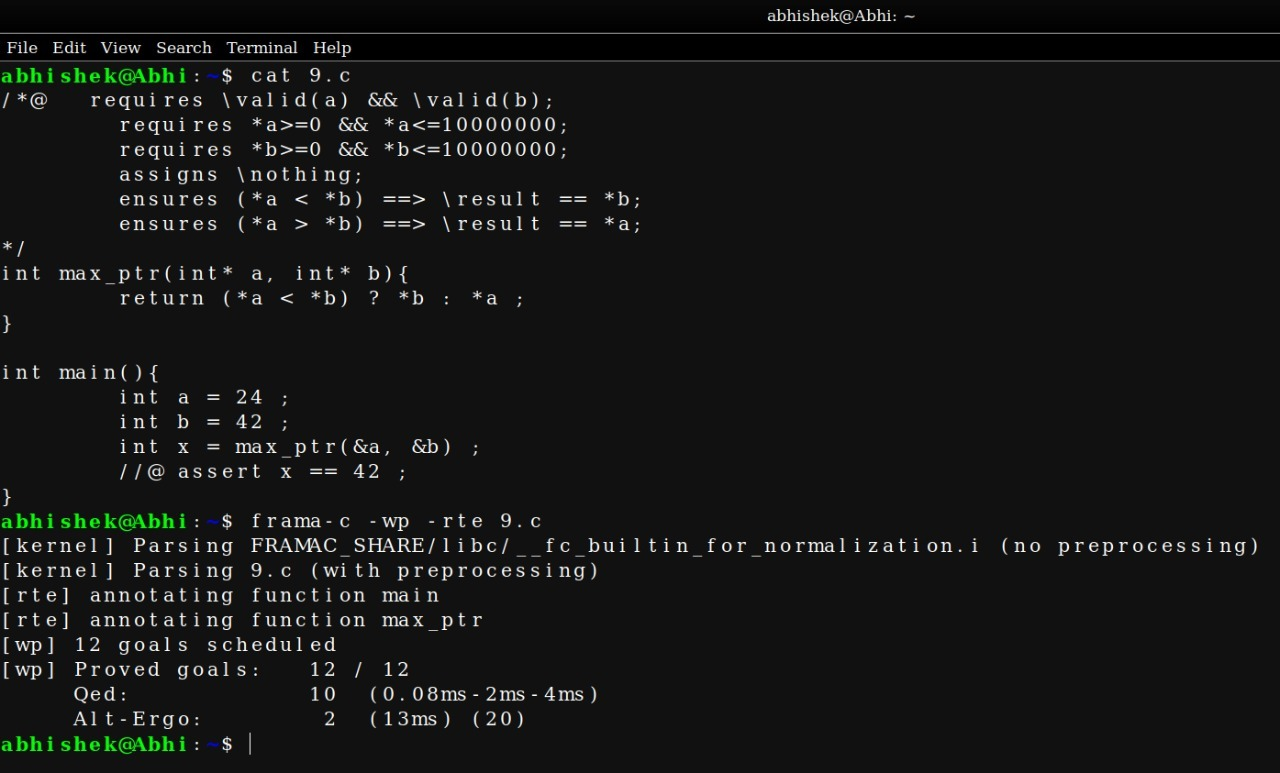 abhishek@Abhi: ~
File Edit View Search Terminal Help
abhishek@Abhi:~$ cat 9.c
/*@   requires \valid(a) && \valid(b);
        requires *a>=0 && *a<=10000000;
        requires *b>=0 && *b<=10000000;
        assigns \nothing;
        ensures (*a < *b) ==> \result == *b;
        ensures (*a > *b) ==> \result == *a;
*/
int max_ptr(int* a, int* b){
        return (*a < *b) ? *b : *a ;
}

int main(){
        int a = 24 ;
        int b = 42 ;
        int x = max_ptr(&a, &b) ;
        //@ assert x == 42 ;
}
abhishek@Abhi:~$ frama-c -wp -rte 9.c
[kernel] Parsing FRAMAC_SHARE/libc/__fc_builtin_for_normalization.i (no preprocessing)
[kernel] Parsing 9.c (with preprocessing)
[rte] annotating function main
[rte] annotating function max_ptr
[wp] 12 goals scheduled
[wp] Proved goals:   12 / 12
     Qed:            10  (0.08ms-2ms-4ms)
     Alt-Ergo:        2  (13ms) (20)
abhishek@Abhi:~$